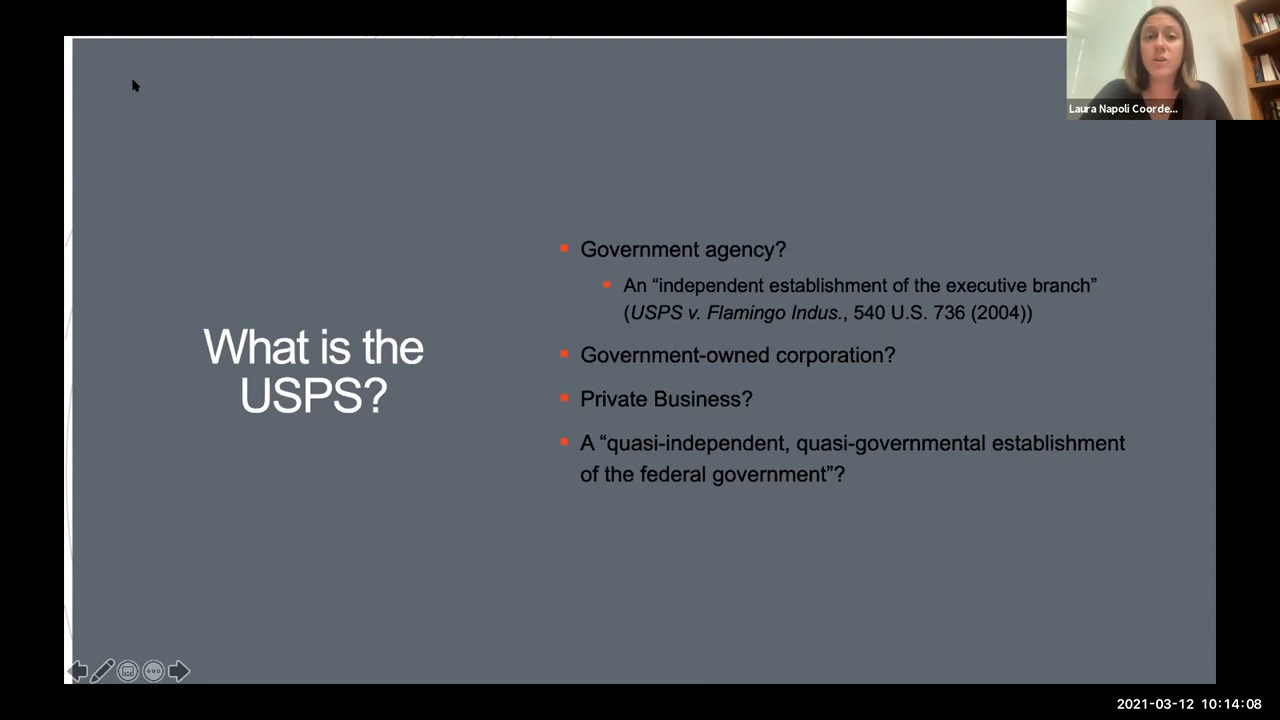 Laura Napoli Coorde...
What is the
USPS?
Government agency?
An “independent establishment of the executive branch”
(USPS v. Flamingo Indus., 540 U.S. 736 (2004))
Government-owned corporation?
Private Business?
A “quasi-independent, quasi-governmental establishment
of the federal government”?
2021-03-12 10:14:08